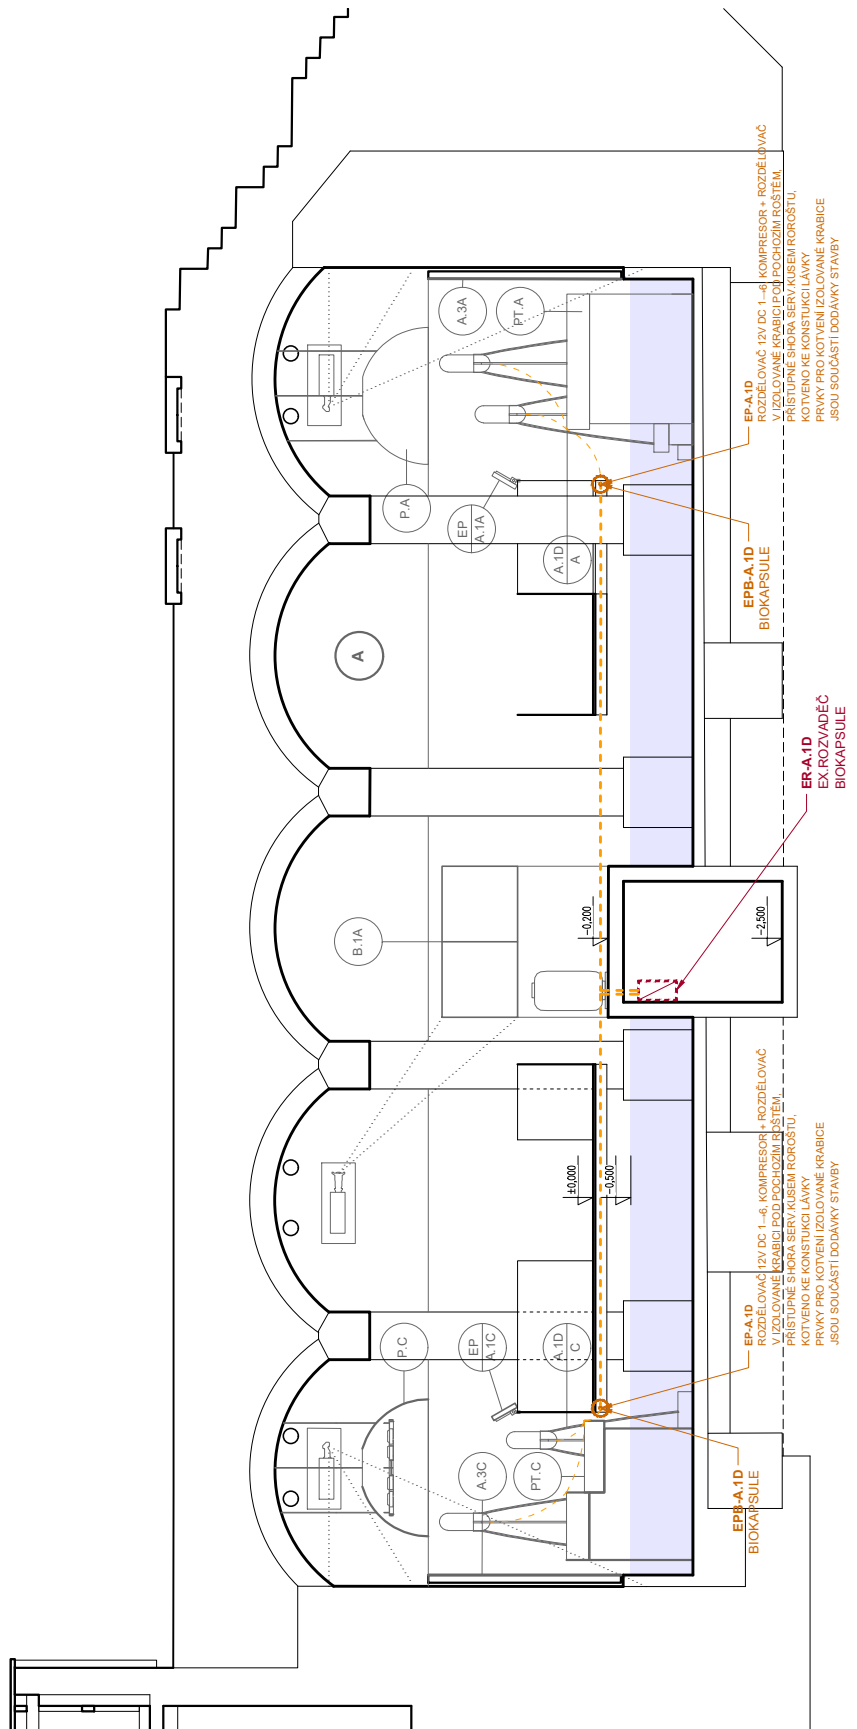 EP-A.1D
ROZDĚLOVAČ 12V DC 1→6, KOMPRESOR + ROZDĚLOVAČ
V IZOLOVANÉ KRABICI POD POCHOZÍM ROŠTĚM,
PŘÍSTUPNÉ SHORA SERV.KUSEM ROROŠTU,
KOTVENO KE KONSTUKCI LÁVKY
PRVKY PRO KOTVENÍ IZOLOVANÉ KRABICE
JSOU SOUČÁSTÍ DODÁVKY STAVBY
A.3A
PT.A
P.A
EP
A.1A
A.1D
A
EPB-A.1D
BIOKAPSULE
A
ER-A.1D
EX.ROZVADĚČ
BIOKAPSULE
B.1A
-0,200
-2,500
±0,000
-0,500
EP-A.1D
ROZDĚLOVAČ 12V DC 1→6, KOMPRESOR + ROZDĚLOVAČ
V IZOLOVANÉ KRABICI POD POCHOZÍM ROŠTĚM,
PŘÍSTUPNÉ SHORA SERV.KUSEM ROROŠTU,
KOTVENO KE KONSTUKCI LÁVKY
PRVKY PRO KOTVENÍ IZOLOVANÉ KRABICE
JSOU SOUČÁSTÍ DODÁVKY STAVBY
P.C
EP
A.1C
A.1D
C
A.3C
PT.C
EPB-A.1D
BIOKAPSULE